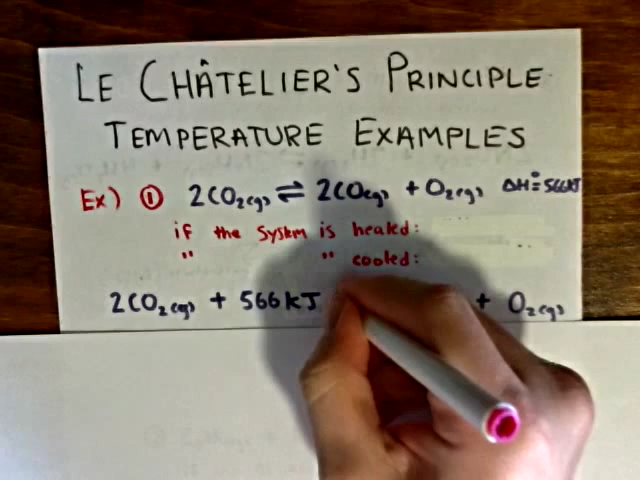 LE CHÂTELIER'S PRINCIPLE
TEMPERATURE EXAMPLES
Ex) ① 2CO₂(g) ⇌ 2CO(g) + O₂(g) ΔH°= 566kJ
if the system is heated:
" " cooled:
2CO₂(g) + 566kJ + O₂(g)